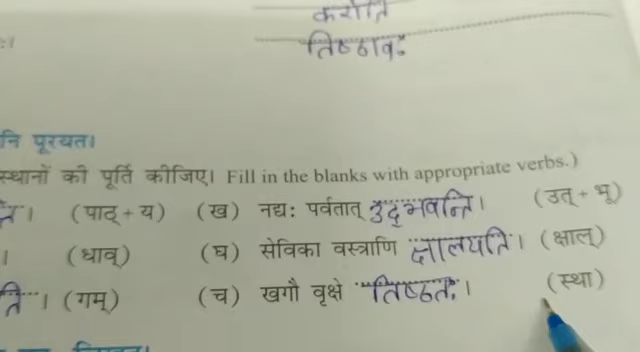 करोति
तिष्ठावः
नि पूरयत।
स्थानों की पूर्ति कीजिए। Fill in the blanks with appropriate verbs.)
। (पाठ् + य) (ख) नद्यः पर्वतात् उद्भवन्ति। (उत् + भू)
। (धाव्) (घ) सेविका वस्त्राणि क्षालयति। (क्षाल्)
ति । (गम्) (च) खगौ वृक्षे तिष्ठतः। (स्था)